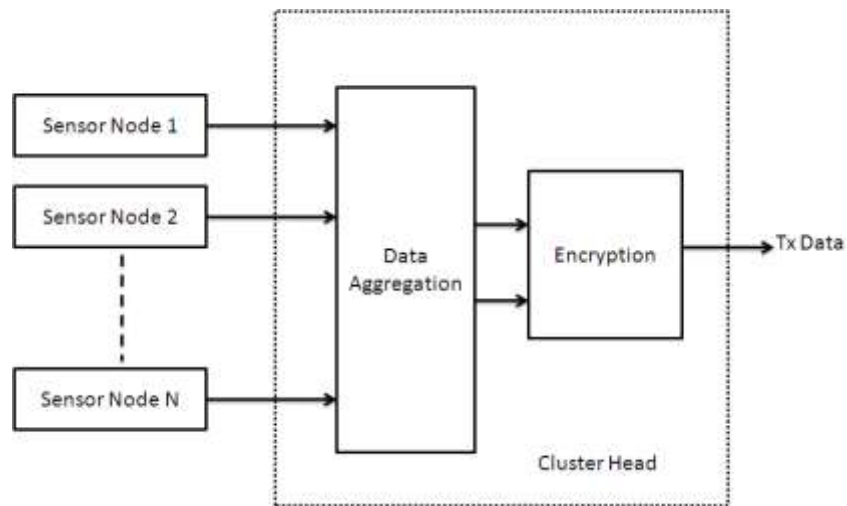 Sensor Node 1
Sensor Node 2
Sensor Node N
Data
Aggregation
Encryption
Tx Data
Cluster Head